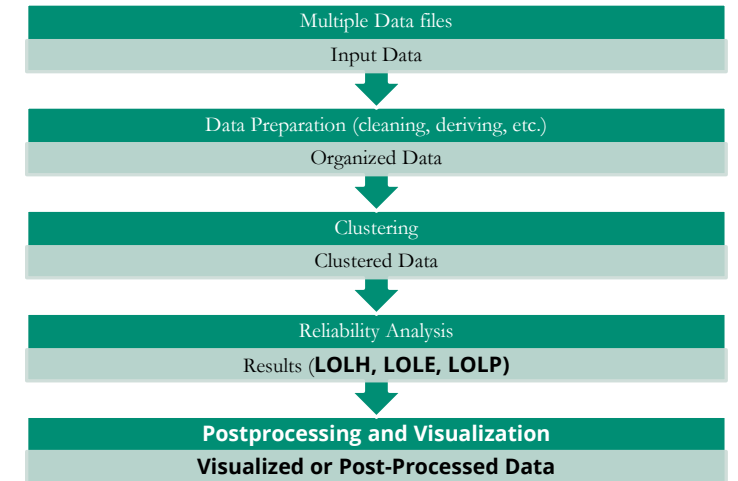 Multiple Data files
Input Data
Data Preparation (cleaning, deriving, etc.)
Organized Data
Clustering
Clustered Data
Reliability Analysis
Results (LOLH, LOLE, LOLP)
Postprocessing and Visualization
Visualized or Post-Processed Data